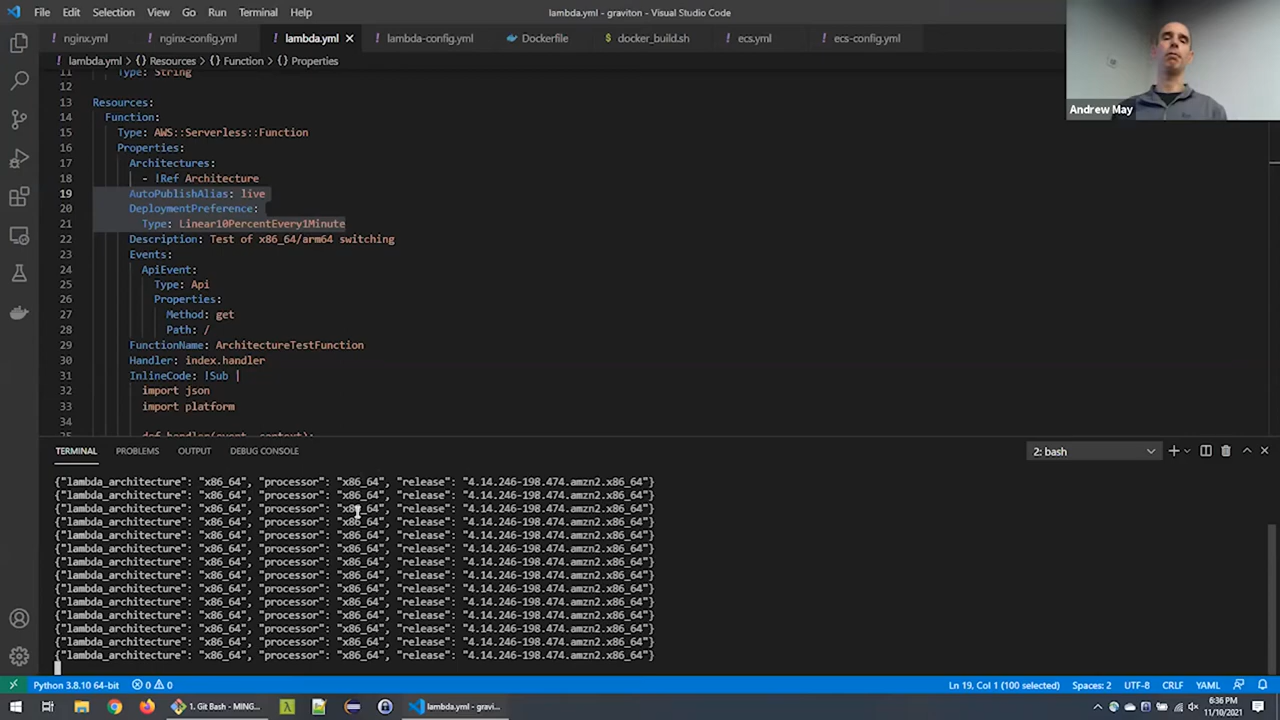 File Edit Selection View Go Run Terminal Help
lambda.yml - graviton - Visual Studio Code
nginx.yml nginx-config.yml lambda.yml lambda-config.yml Dockerfile docker_build.sh ecs.yml ecs-config.yml
lambda.yml > {} Resources > {} Function > {} Properties
Andrew May
11 Type: String
12
13 Resources:
14 Function:
15 Type: AWS::Serverless::Function
16 Properties:
17 Architectures:
18 - !Ref Architecture
19 AutoPublishAlias: live
20 DeploymentPreference:
21 Type: Linear10PercentEvery1Minute
22 Description: Test of x86_64/arm64 switching
23 Events:
24 ApiEvent:
25 Type: Api
26 Properties:
27 Method: get
28 Path: /
29 FunctionName: ArchitectureTestFunction
30 Handler: index.handler
31 InlineCode: !Sub |
32 import json
33 import platform
34
35 def handler(event, context):
TERMINAL PROBLEMS OUTPUT DEBUG CONSOLE 2: bash
{"lambda_architecture": "x86_64", "processor": "x86_64", "release": "4.14.246-198.474.amzn2.x86_64"}
{"lambda_architecture": "x86_64", "processor": "x86_64", "release": "4.14.246-198.474.amzn2.x86_64"}
{"lambda_architecture": "x86_64", "processor": "x86_64", "release": "4.14.246-198.474.amzn2.x86_64"}
{"lambda_architecture": "x86_64", "processor": "x86_64", "release": "4.14.246-198.474.amzn2.x86_64"}
{"lambda_architecture": "x86_64", "processor": "x86_64", "release": "4.14.246-198.474.amzn2.x86_64"}
{"lambda_architecture": "x86_64", "processor": "x86_64", "release": "4.14.246-198.474.amzn2.x86_64"}
{"lambda_architecture": "x86_64", "processor": "x86_64", "release": "4.14.246-198.474.amzn2.x86_64"}
{"lambda_architecture": "x86_64", "processor": "x86_64", "release": "4.14.246-198.474.amzn2.x86_64"}
{"lambda_architecture": "x86_64", "processor": "x86_64", "release": "4.14.246-198.474.amzn2.x86_64"}
{"lambda_architecture": "x86_64", "processor": "x86_64", "release": "4.14.246-198.474.amzn2.x86_64"}
{"lambda_architecture": "x86_64", "processor": "x86_64", "release": "4.14.246-198.474.amzn2.x86_64"}
{"lambda_architecture": "x86_64", "processor": "x86_64", "release": "4.14.246-198.474.amzn2.x86_64"}
{"lambda_architecture": "x86_64", "processor": "x86_64", "release": "4.14.246-198.474.amzn2.x86_64"}
{"lambda_architecture": "x86_64", "processor": "x86_64", "release": "4.14.246-198.474.amzn2.x86_64"}
Python 3.8.10 64-bit 0 0 Ln 19, Col 1 (100 selected) Spaces: 2 UTF-8 CRLF YAML
1. Git Bash - MING... lambda.yml - gravi... 6:36 PM
11/10/2021